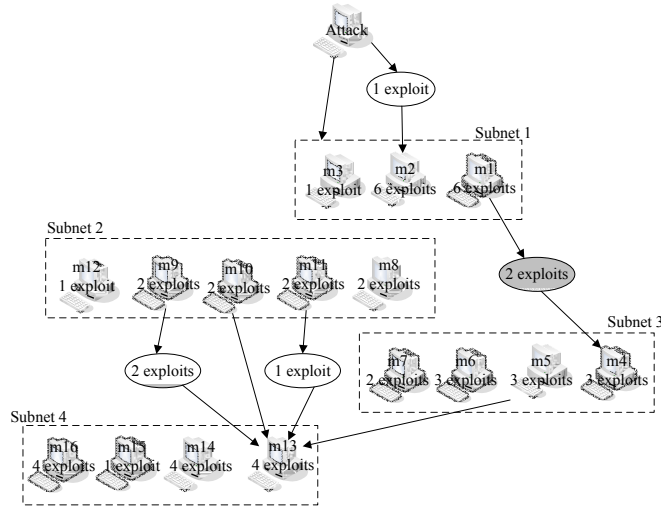 Attack
1 exploit
Subnet 1
m3
1 exploit
m2
6 exploits
m1
6 exploits
Subnet 2
m12
1 exploit
m9
2 exploits
m10
2 exploits
m11
2 exploits
m8
2 exploits
2 exploits
Subnet 3
m7
2 exploits
m6
3 exploits
m5
3 exploits
m4
3 exploits
2 exploits
1 exploit
Subnet 4
m16
4 exploits
m15
1 exploit
m14
4 exploits
m13
4 exploits